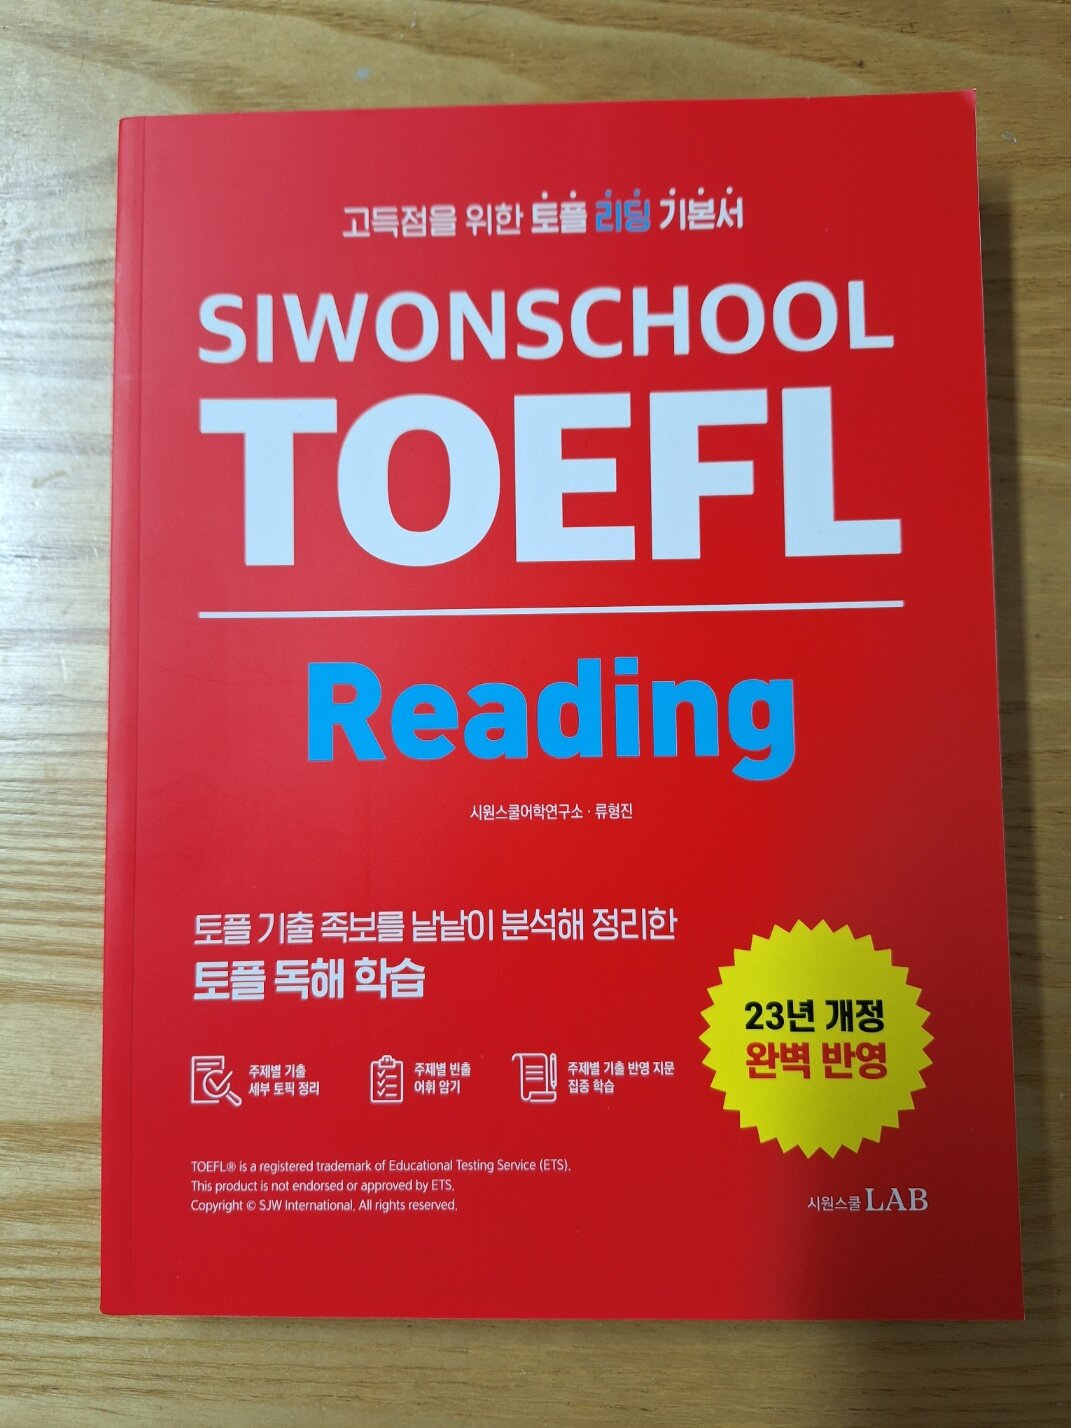 고득점을 위한 토플 리딩 기본서
SIWONSCHOOL
TOEFL
Reading
시원스쿨어학연구소 · 류형진
토플 기출 족보를 낱낱이 분석해 정리한
토플 독해 학습
23년 개정
완벽 반영
주제별 기출
세부 토픽 정리
주제별 빈출
어휘 암기
주제별 기출 반영 지문
집중 학습
TOEFL® is a registered trademark of Educational Testing Service (ETS).
This product is not endorsed or approved by ETS.
Copyright © SJW International. All rights reserved.
시원스쿨 LAB